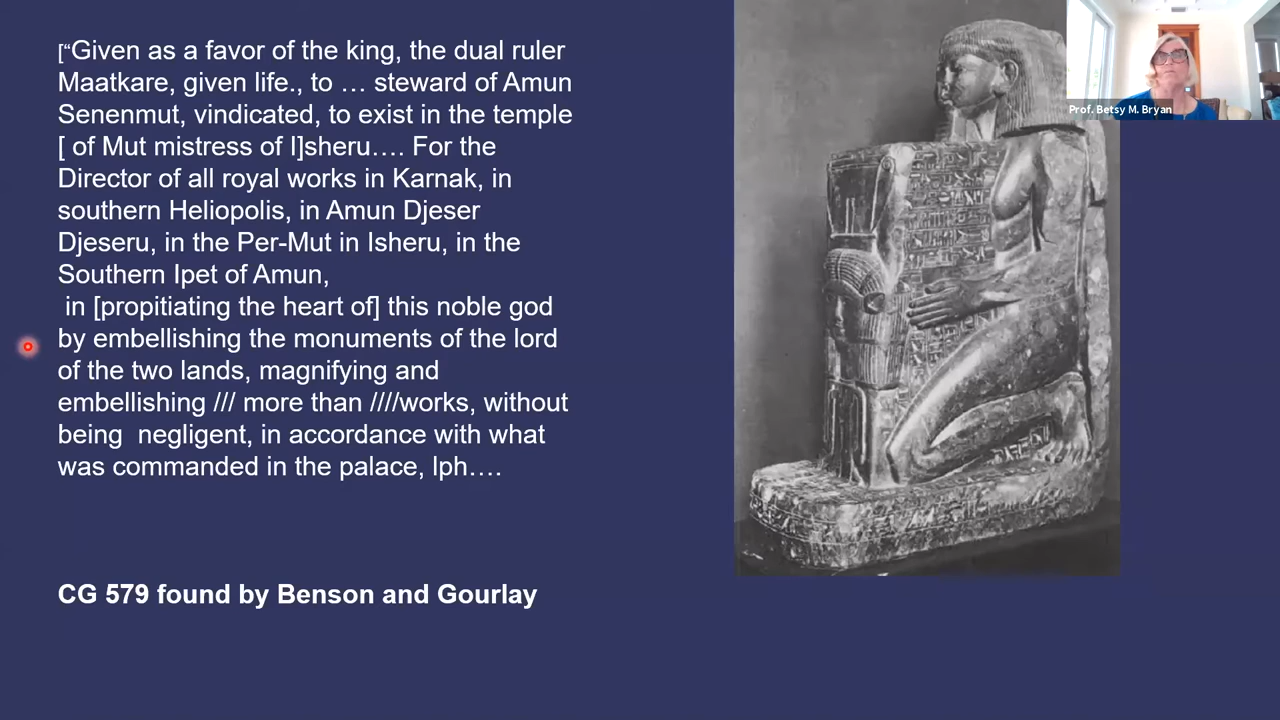 [“Given as a favor of the king, the dual ruler
Maatkare, given life., to … steward of Amun
Senenmut, vindicated, to exist in the temple
[ of Mut mistress of I]sheru…. For the
Director of all royal works in Karnak, in
southern Heliopolis, in Amun Djeser
Djeseru, in the Per-Mut in Isheru, in the
Southern Ipet of Amun,
in [propitiating the heart of] this noble god
by embellishing the monuments of the lord
of the two lands, magnifying and
embellishing /// more than ////works, without
being  negligent, in accordance with what
was commanded in the palace, lph….
CG 579 found by Benson and Gourlay
Prof. Betsy M. Bryan